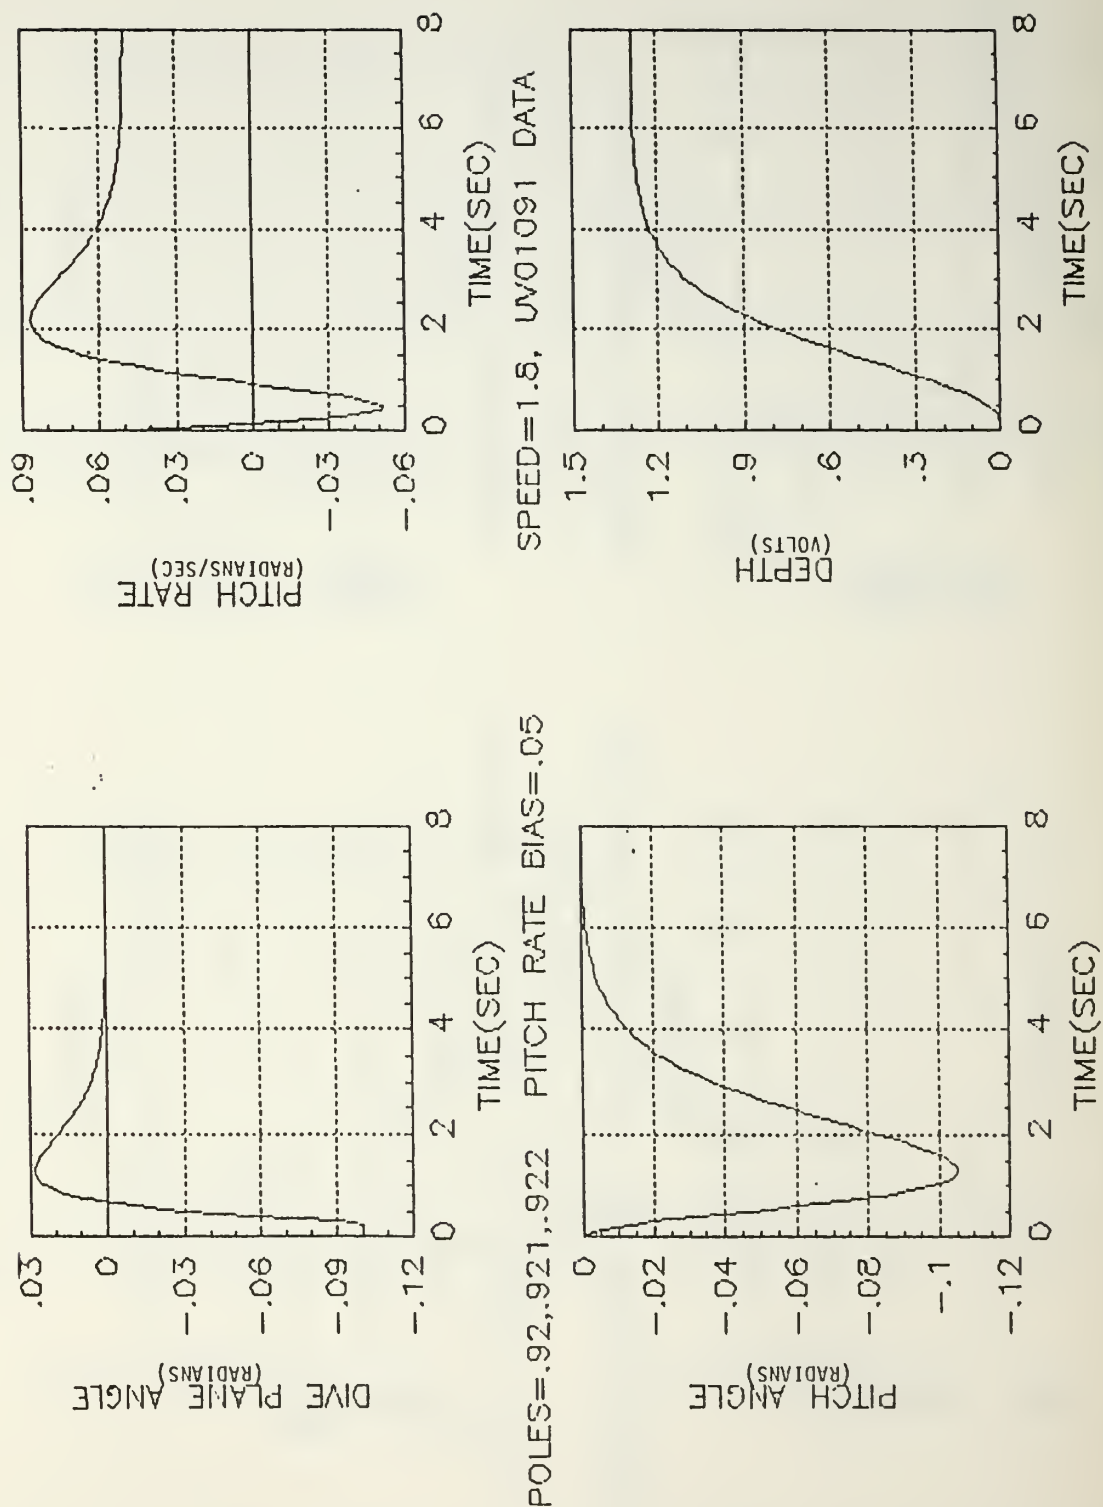 .03
0
-.03
-.06
-.09
-.12
DIVE PLANE ANGLE
(RADIANS)
0 2 4 6 8
TIME(SEC)
.09
.06
.03
0
-.03
-.06
PITCH RATE
(RADIANS/SEC)
0 2 4 6 8
TIME(SEC)
POLES=.92,.921,.922 PITCH RATE BIAS=.05 SPEED=1.8, UV01091 DATA
0
-.02
-.04
-.06
-.08
-.1
-.12
PITCH ANGLE
(RADIANS)
0 2 4 6 8
TIME(SEC)
1.5
1.2
.9
.6
.3
0
DEPTH
(VOLTS)
0 2 4 6 8
TIME(SEC)